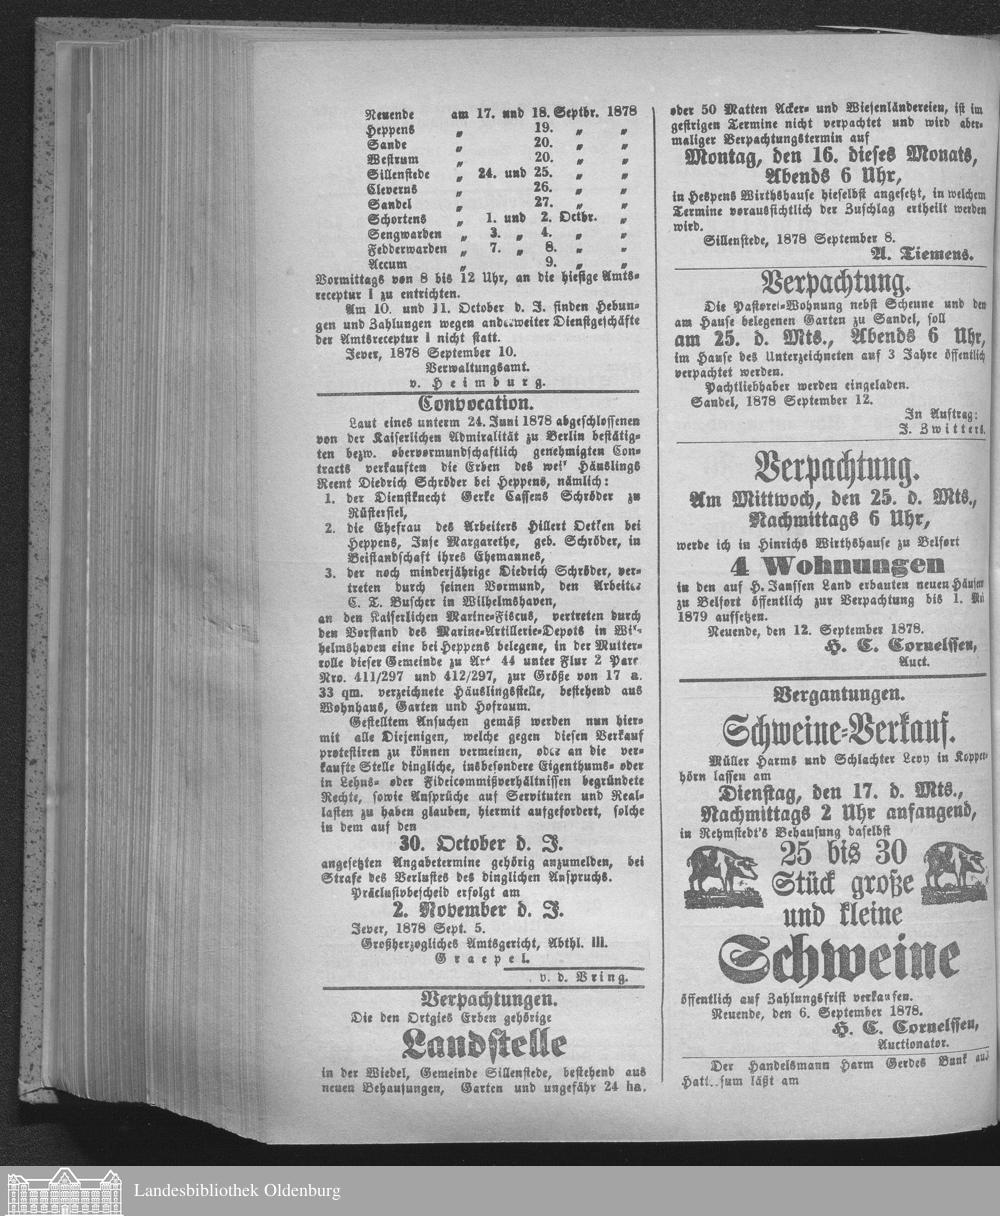 Neuende am 17. und 18. Septbr. 1878
Heppens „ 19. „ „
Sande „ 20. „ „
Westrum „ 20. „ „
Sillenstede „ 24. und 25. „ „
Cleverns „ 26. „ „
Sandel „ 27. „ „
Schortens „ 1. und 2. Octbr. „
Sengwarden „ 3. „ 4. „ „
Fedderwarden „ 7. „ 8. „ „
Accum „ 9. „ „
Vormittags von 8 bis 12 Uhr, an die hiesige Amts-
receptur I zu entrichten.
Am 10. und 11. October d. J. finden Hebun-
gen und Zahlungen wegen anderweiter Dienstgeschäfte
der Amtsreceptur I nicht statt.
Jever, 1878 September 10.
Verwaltungsamt.
v. Heimburg.
Convocation.
Laut eines unterm 24. Juni 1878 abgeschlossenen
von der Kaiserlichen Admiralität zu Berlin bestätig-
ten bezw. obervormundschaftlich genehmigten Con-
tracts verkauften die Erben des Häuslings
Reent Diedrich Schröder bei Heppens, nämlich:
1. der Dienstknecht Gerke Cassens Schröder zu
Rüstersiel,
2. die Ehefrau des Arbeiters Hillert Oetken bei
Heppens, Inse Margarethe, geb. Schröder, in
Beistandschaft ihres Ehemannes,
3. der noch minderjährige Diedrich Schröder, ver-
treten durch seinen Vormund, den Arbeiter
C. T. Buscher in Wilhelmshaven,
an den Kaiserlichen Marine-Fiscus, vertreten durch
den Vorstand des Marine-Artillerie-Depots in Wil-
helmshaven eine bei Heppens belegene, in der Mutter-
rolle dieser Gemeinde zu Art 44 unter Flur 2 Parc
Nro. 411/297 und 412/297, zur Größe von 17 a.
33 qm. verzeichnete Häuslingsstelle, bestehend aus
Wohnhaus, Garten und Hofraum.
Gestelltem Ansuchen gemäß werden nun hier-
mit alle Diejenigen, welche gegen diesen Verkauf
protestiren zu können vermeinen, oder an die ver-
kaufte Stelle dingliche, insbesondere Eigenthums- oder
in Lehns- oder Fideicommißverhältnissen begründete
Rechte, sowie Ansprüche auf Servituten und Real-
lasten zu haben glauben, hiermit aufgefordert, solche
in dem auf den
30. October d. J.
angesetzten Angabetermine gehörig anzumelden, bei
Strafe des Verlustes des dinglichen Anspruchs.
Präclusivbescheid erfolgt am
2. November d. J.
Jever, 1878 Sept. 5.
Großherzogliches Amtsgericht, Abthl. III.
Graepel.
v. d. Vring.
Verpachtungen.
Die den Ortgies Erben gehörige
Landstelle
in der Wiedel, Gemeinde Sillenstede, bestehend aus
neuen Behausungen, Garten und ungefähr 24 ha.
oder 50 Matten Acker- und Wiesenländereien, ist im
gestrigen Termine nicht verpachtet und wird aber-
maliger Verpachtungstermin auf
Montag, den 16. dieses Monats,
Abends 6 Uhr,
in Hespens Wirthshause hieselbst angesetzt, in welchem
Termine voraussichtlich der Zuschlag ertheilt werden
wird.
Sillenstede, 1878 September 8.
A. Tiemens.
Verpachtung.
Die Pastorei-Wohnung nebst Scheune und den
am Hause belegenen Garten zu Sandel, soll
am 25. d. Mts., Abends 6 Uhr,
im Hause des Unterzeichneten auf 3 Jahre öffentlich
verpachtet werden.
Pachtliebhaber werden eingeladen.
Sandel, 1878 September 12.
In Auftrag:
J. Zwitters.
Verpachtung.
Am Mittwoch, den 25. d. Mts.,
Nachmittags 6 Uhr,
werde ich in Hinrichs Wirthshause zu Belfort
4 Wohnungen
in den auf H. Janssen Land erbauten neuen Häuser
zu Belfort öffentlich zur Verpachtung bis 1. Mai
1879 aufsetzen.
Neuende, den 12. September 1878.
H. C. Cornelssen,
Auct.
Vergantungen.
Schweine-Verkauf.
Müller Harms und Schlachter Levy in Kopper-
hörn lassen am
Dienstag, den 17. d. Mts.,
Nachmittags 2 Uhr anfangend,
in Rehmstedt's Behausung daselbst
25 bis 30
Stück große
und kleine
Schweine
öffentlich auf Zahlungsfrist verkaufen.
Neuende, den 6. September 1878.
H. C. Cornelssen,
Auctionator.
Der Handelsmann Harm Gerdes Bunk aus
läßt am
Landesbibliothek Oldenburg